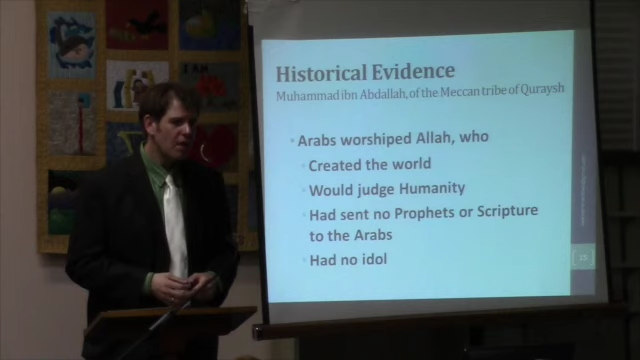 Historical Evidence
Muhammad ibn Abdallah, of the Meccan tribe of Quraysh
Arabs worshiped Allah, who
Created the world
Would judge Humanity
Had sent no Prophets or Scripture
to the Arabs
Had no idol
I AM